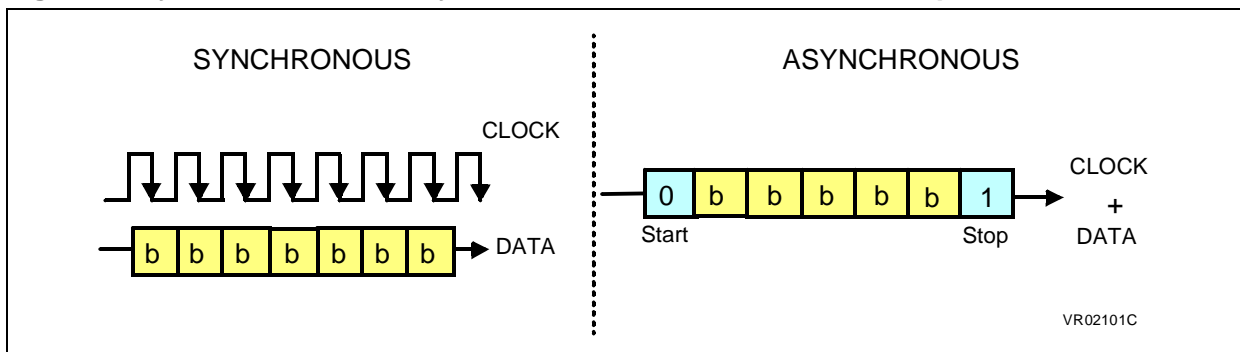 SYNCHRONOUS
CLOCK
b b b b b b b
DATA
ASYNCHRONOUS
0 b b b b b 1
Start Stop
CLOCK
+
DATA
VR02101C